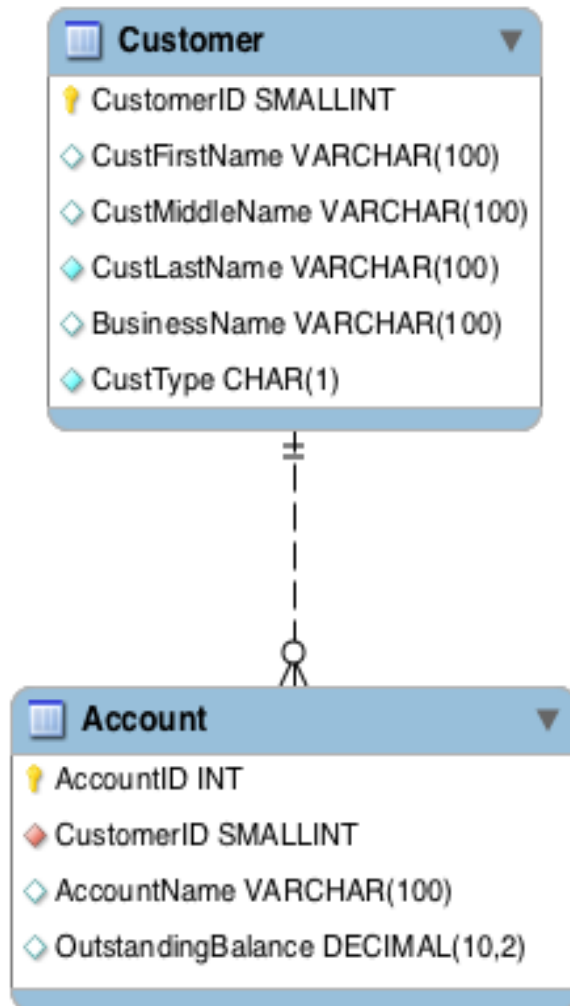 Customer
CustomerID SMALLINT
CustFirstName VARCHAR(100)
CustMiddleName VARCHAR(100)
CustLastName VARCHAR(100)
BusinessName VARCHAR(100)
CustType CHAR(1)
Account
AccountID INT
CustomerID SMALLINT
AccountName VARCHAR(100)
OutstandingBalance DECIMAL(10,2)